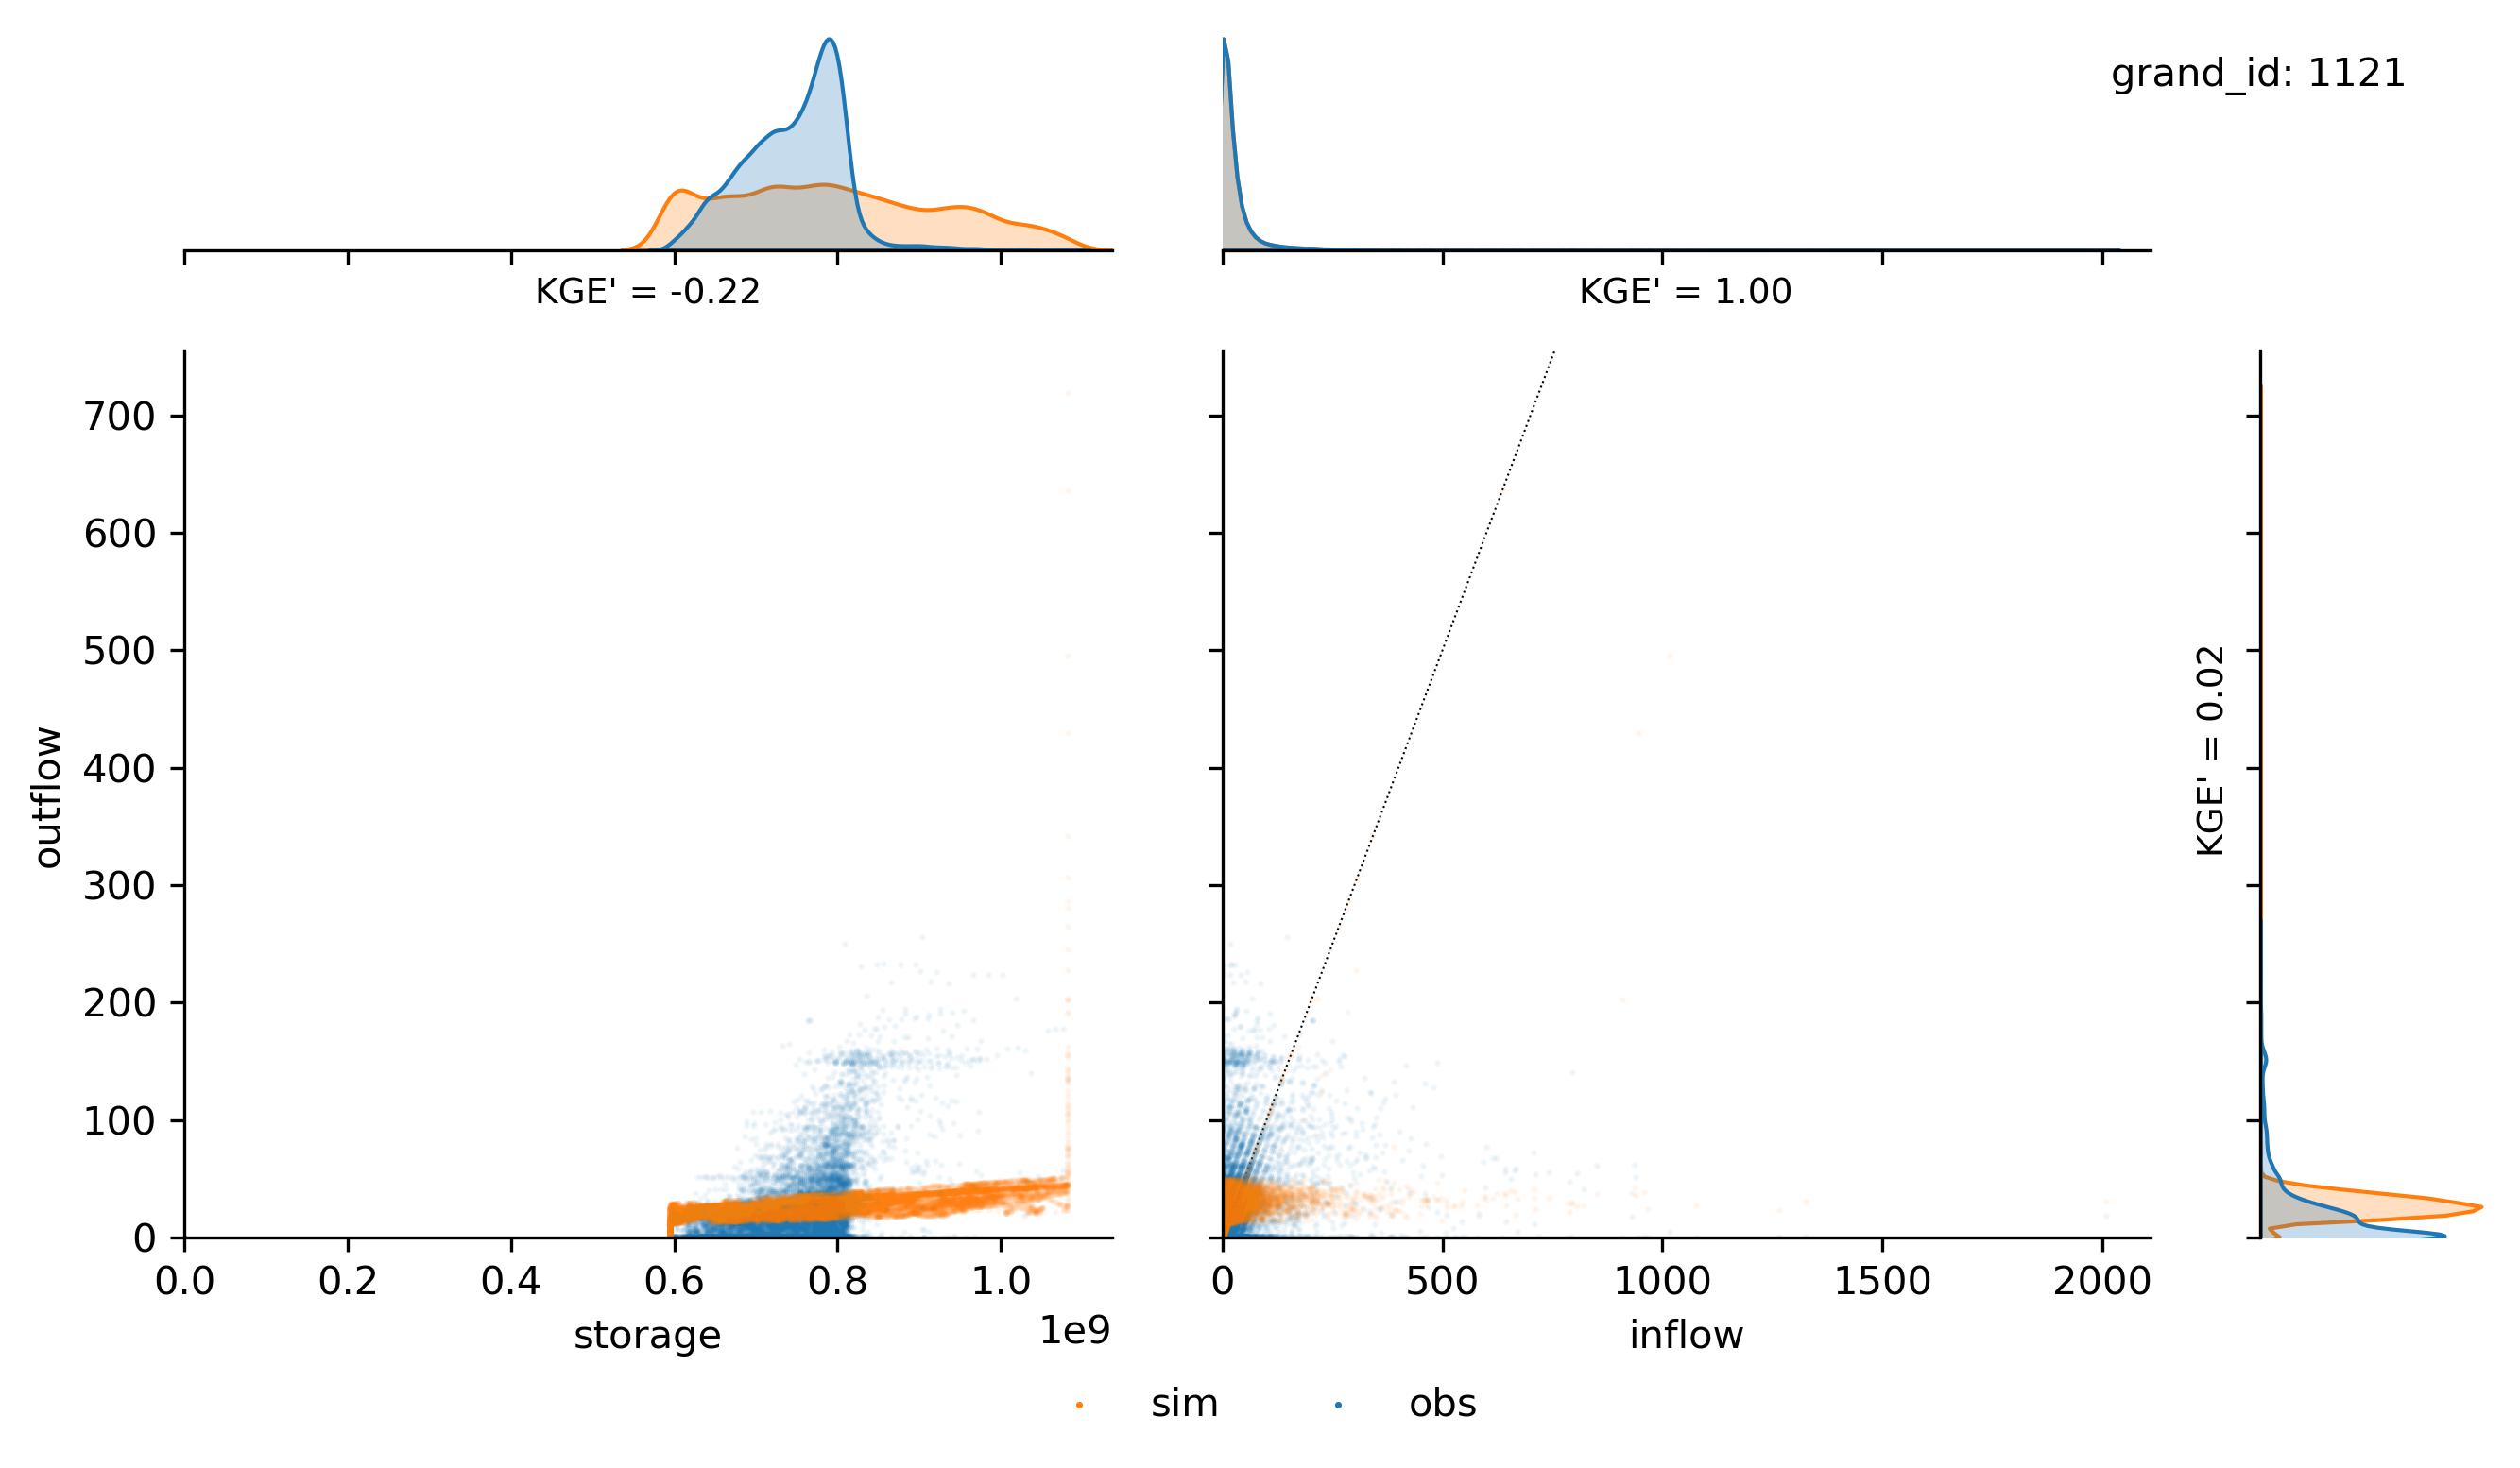 grand_id: 1121
KGE' = -0.22
KGE' = 1.00
700
600
500
400
300
200
100
0
outflow
KGE' = 0.02
0.0 0.2 0.4 0.6 0.8 1.0
1e9
storage
0 500 1000 1500 2000
inflow
sim obs